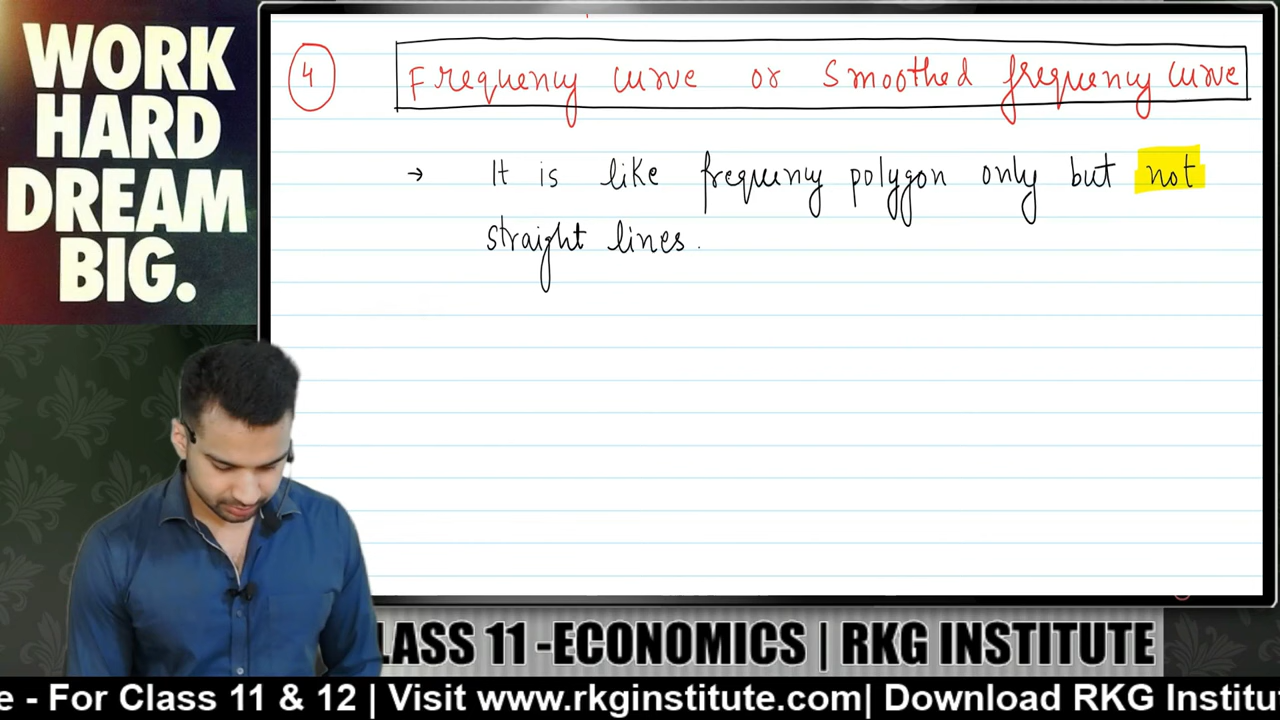 WORK
HARD
DREAM
BIG.
4 Frequency curve or Smoothed frequency curve
→ It is like frequency polygon only but not
straight lines.
LASS 11 -ECONOMICS | RKG INSTITUTE
e - For Class 11 & 12 | Visit www.rkginstitute.com| Download RKG Institu